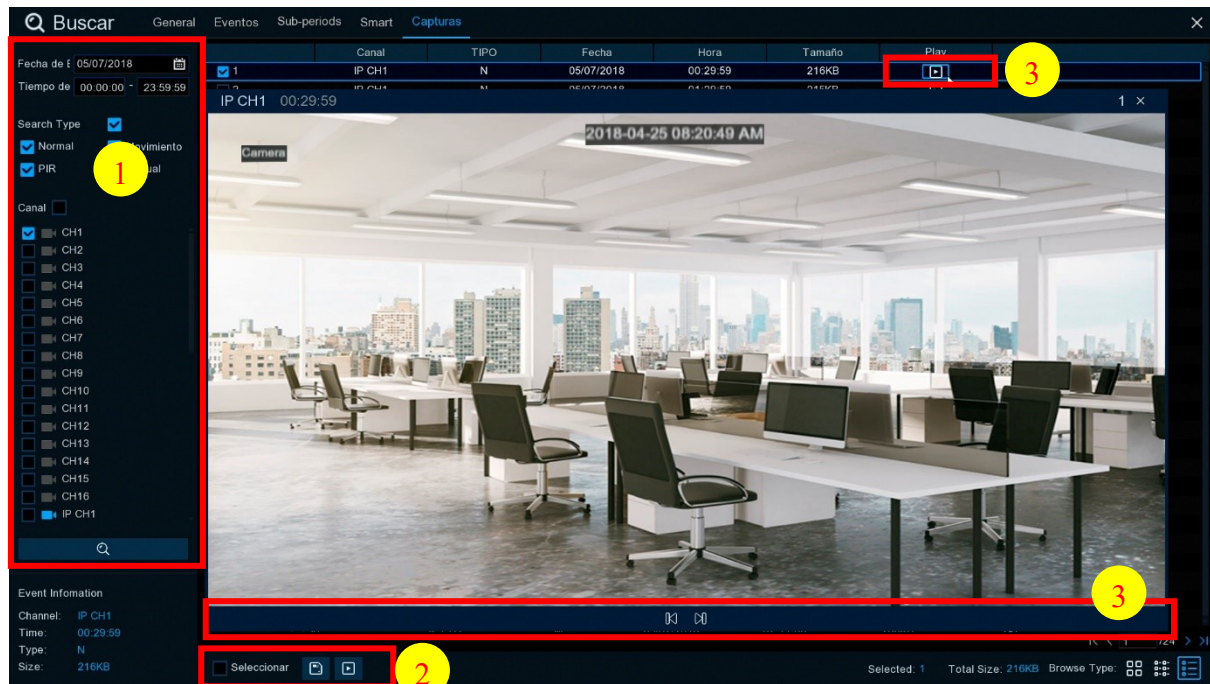 Buscar General Eventos Sub-periods Smart Capturas
Canal TIPO Fecha Hora Tamaño Play
1 IP CH1 N 05/07/2018 00:29:59 216KB
3
Fecha de E 05/07/2018
Tiempo de 00:00:00 - 23:59:59
Search Type
Normal
PIR
1
Canal
CH1
CH2
CH3
CH4
CH5
CH6
CH7
CH8
CH9
CH10
CH11
CH12
CH13
CH14
CH15
CH16
IP CH1
IP CH1 00:29:59 1
2018-04-25 08:20:49 AM
Camera
3
Event Infomation
Channel: IP CH1
Time: 00:29:59
Type: N
Size: 216KB
Seleccionar
2
Selected: 1 Total Size: 216KB Browse Type: